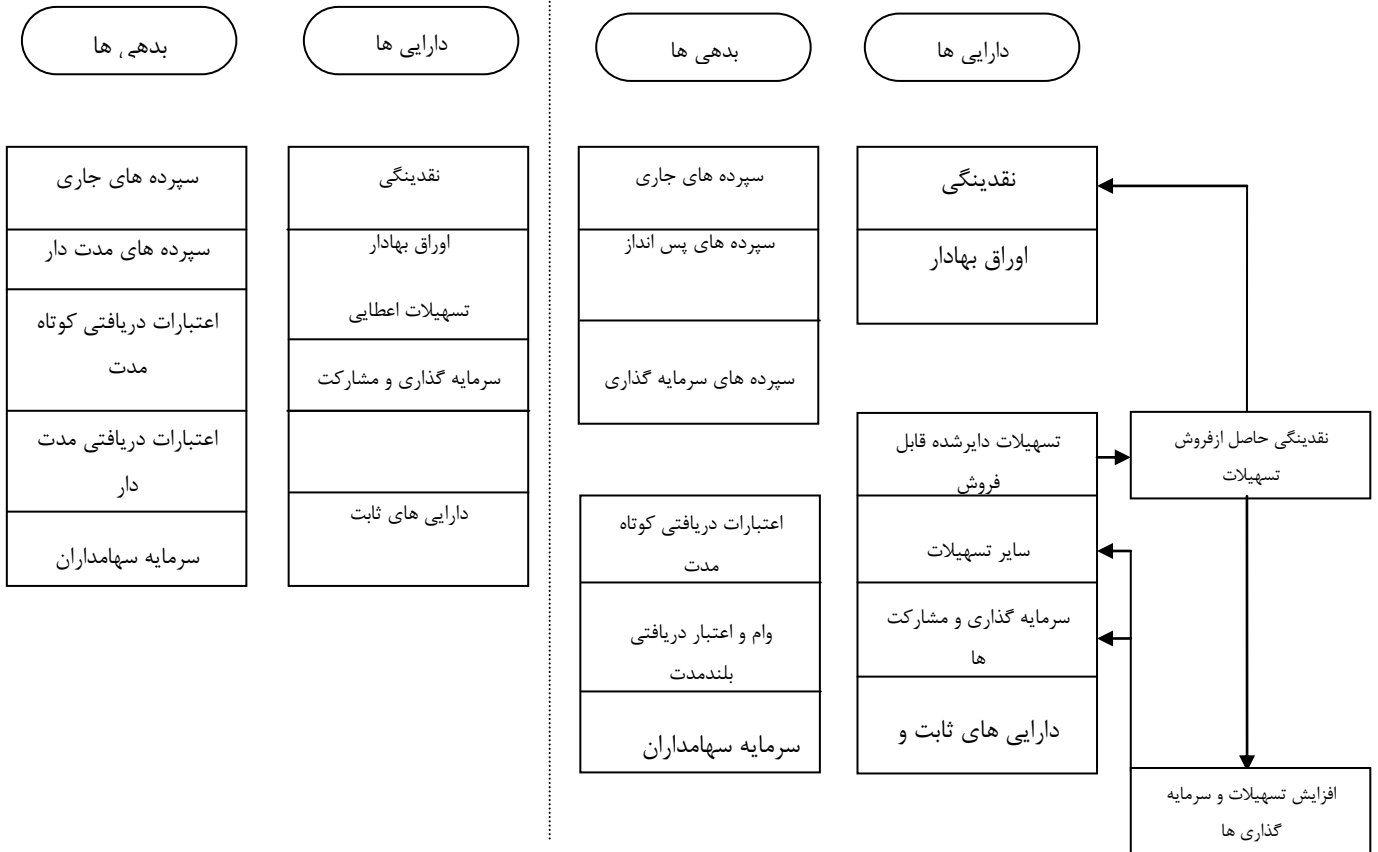 دارایی ها
بدهی ها
نقدینگی
اوراق بهادار
تسهیلات دایرشده قابل
فروش
سایر تسهیلات
سرمایه گذاری و مشارکت
ها
دارایی های ثابت و
نقدینگی حاصل ازفروش
تسهیلات
افزایش تسهیلات و سرمایه
گذاری ها
سپرده های جاری
سپرده های پس انداز
سپرده های سرمایه گذاری
اعتبارات دریافتی کوتاه
مدت
وام و اعتبار دریافتی
بلندمدت
سرمایه سهامداران
دارایی ها
بدهی ها
نقدینگی
اوراق بهادار
تسهیلات اعطایی
سرمایه گذاری و مشارکت
دارایی های ثابت
سپرده های جاری
سپرده های مدت دار
اعتبارات دریافتی کوتاه
مدت
اعتبارات دریافتی مدت
دار
سرمایه سهامداران